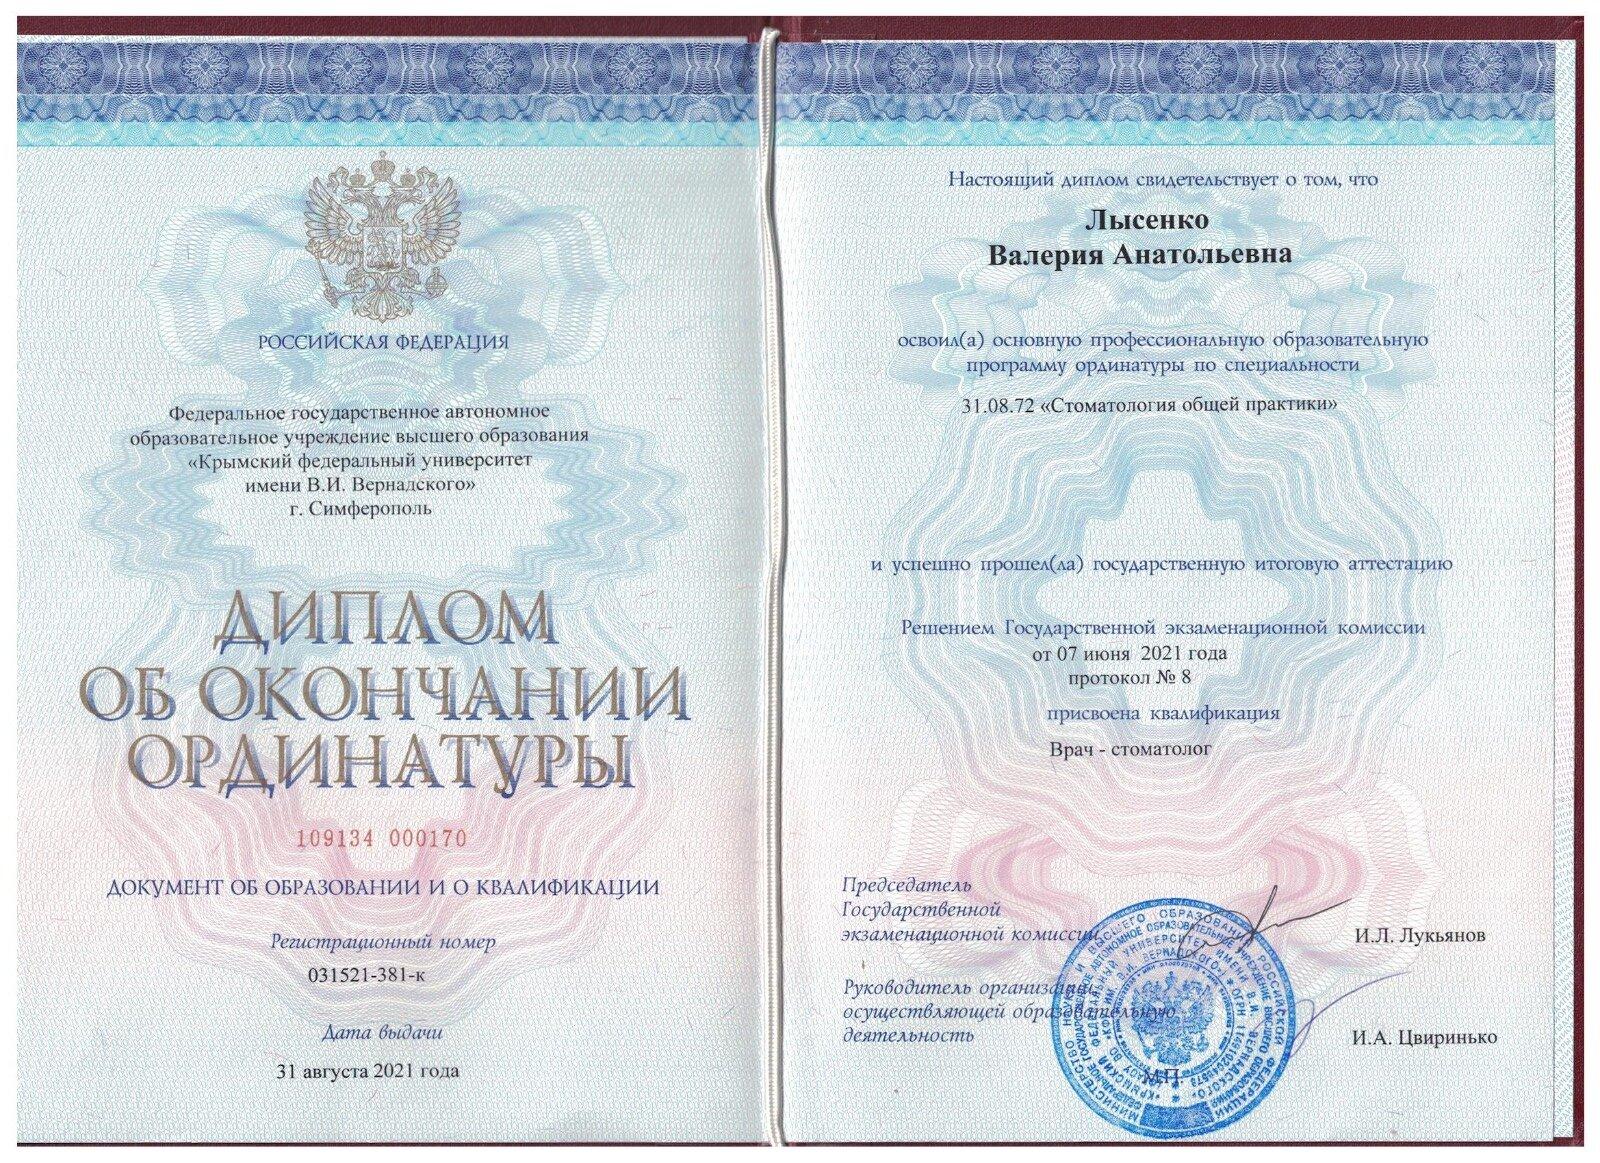 РОССИЙСКАЯ ФЕДЕРАЦИЯ
Федеральное государственное автономное
образовательное учреждение высшего образования
«Крымский федеральный университет
имени В.И. Вернадского»
г. Симферополь
ДИПЛОМ
ОБ ОКОНЧАНИИ
ОРДИНАТУРЫ
109134 000170
ДОКУМЕНТ ОБ ОБРАЗОВАНИИ И О КВАЛИФИКАЦИИ
Регистрационный номер
031521-381-к
Дата выдачи
31 августа 2021 года
Настоящий диплом свидетельствует о том, что
Лысенко
Валерия Анатольевна
освоил(а) основную профессиональную образовательную
программу ординатуры по специальности
31.08.72 «Стоматология общей практики»
и успешно прошел(ла) государственную итоговую аттестацию
Решением Государственной экзаменационной комиссии
от 07 июня 2021 года
протокол № 8
присвоена квалификация
Врач - стоматолог
Председатель
Государственной
экзаменационной комиссии
И.Л. Лукьянов
Руководитель организации,
осуществляющей образовательную
деятельность
И.А. Цвиринько
М.П.